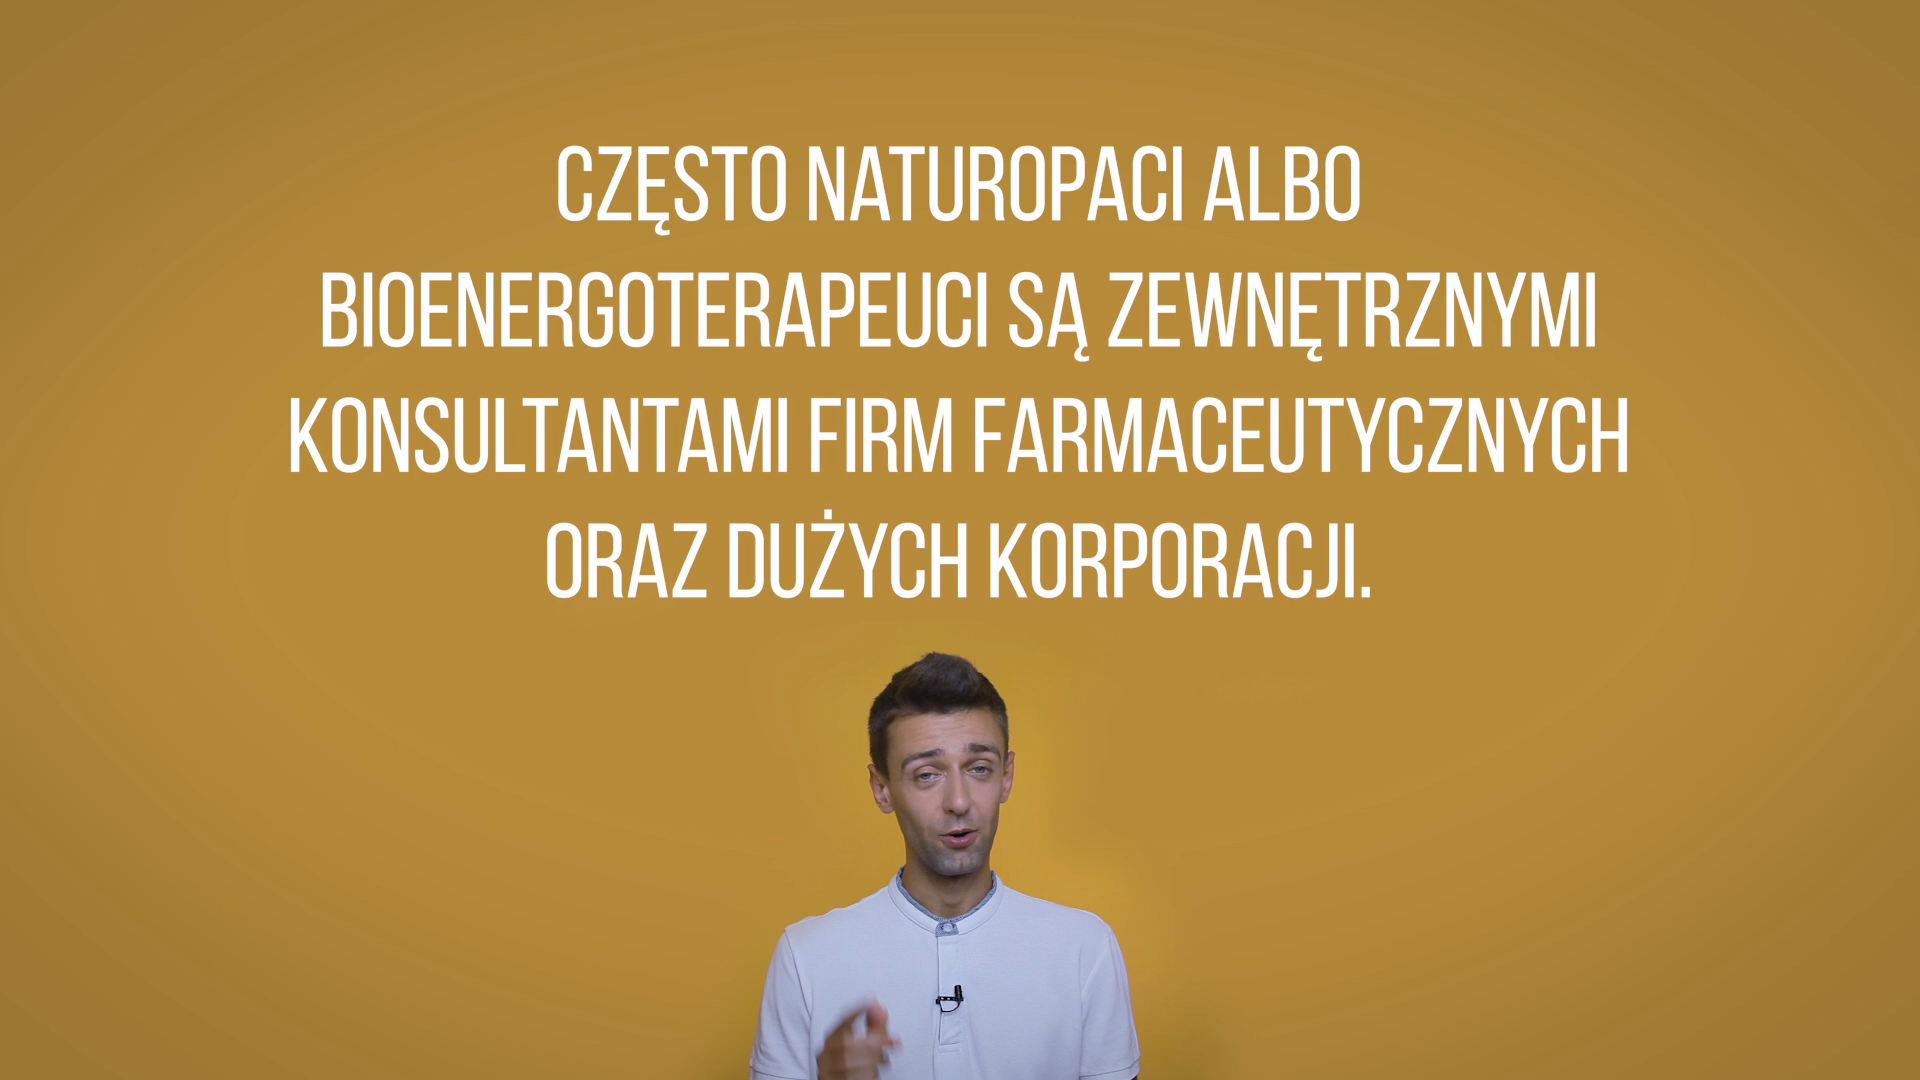 CZĘSTO NATUROPACI ALBO
BIOENERGOTERAPEUCI SĄ ZEWNĘTRZNYMI
KONSULTANTAMI FIRM FARMACEUTYCZNYCH
ORAZ DUŻYCH KORPORACJI.